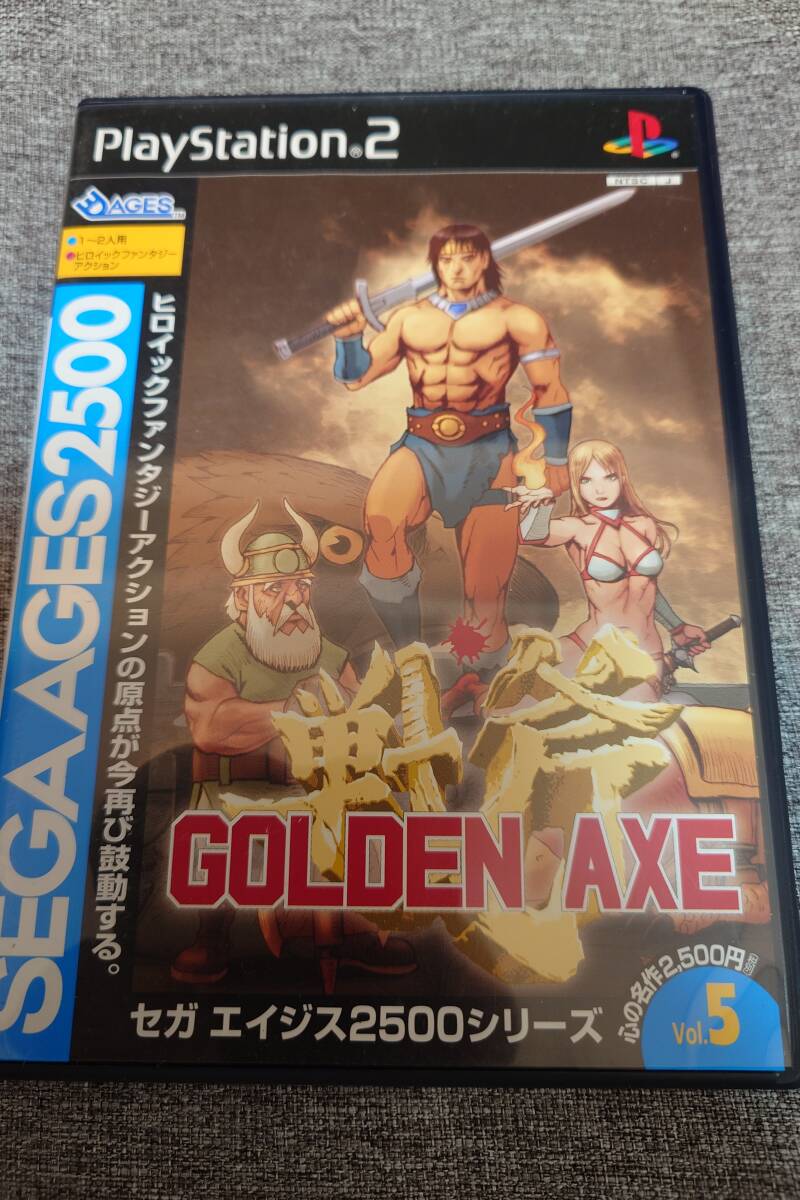 PlayStation®2
NTSC J
3D AGES™
●1〜2人用
●ヒロイックファンタジー
アクション
SEGA AGES 2500
ヒロイックファンタジーアクションの原点が今再び鼓動する。
戦斧
GOLDEN AXE
セガ エイジス2500シリーズ
心の名作2,500円
Vol.5